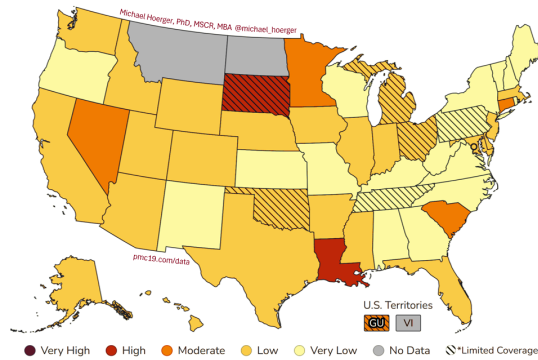 Michael Hoerger, PhD, MSCR, MBA @michael_hoerger
pmc19.com/data
U.S. Territories
GU
VI
Very High
High
Moderate
Low
Very Low
No Data
*Limited Coverage